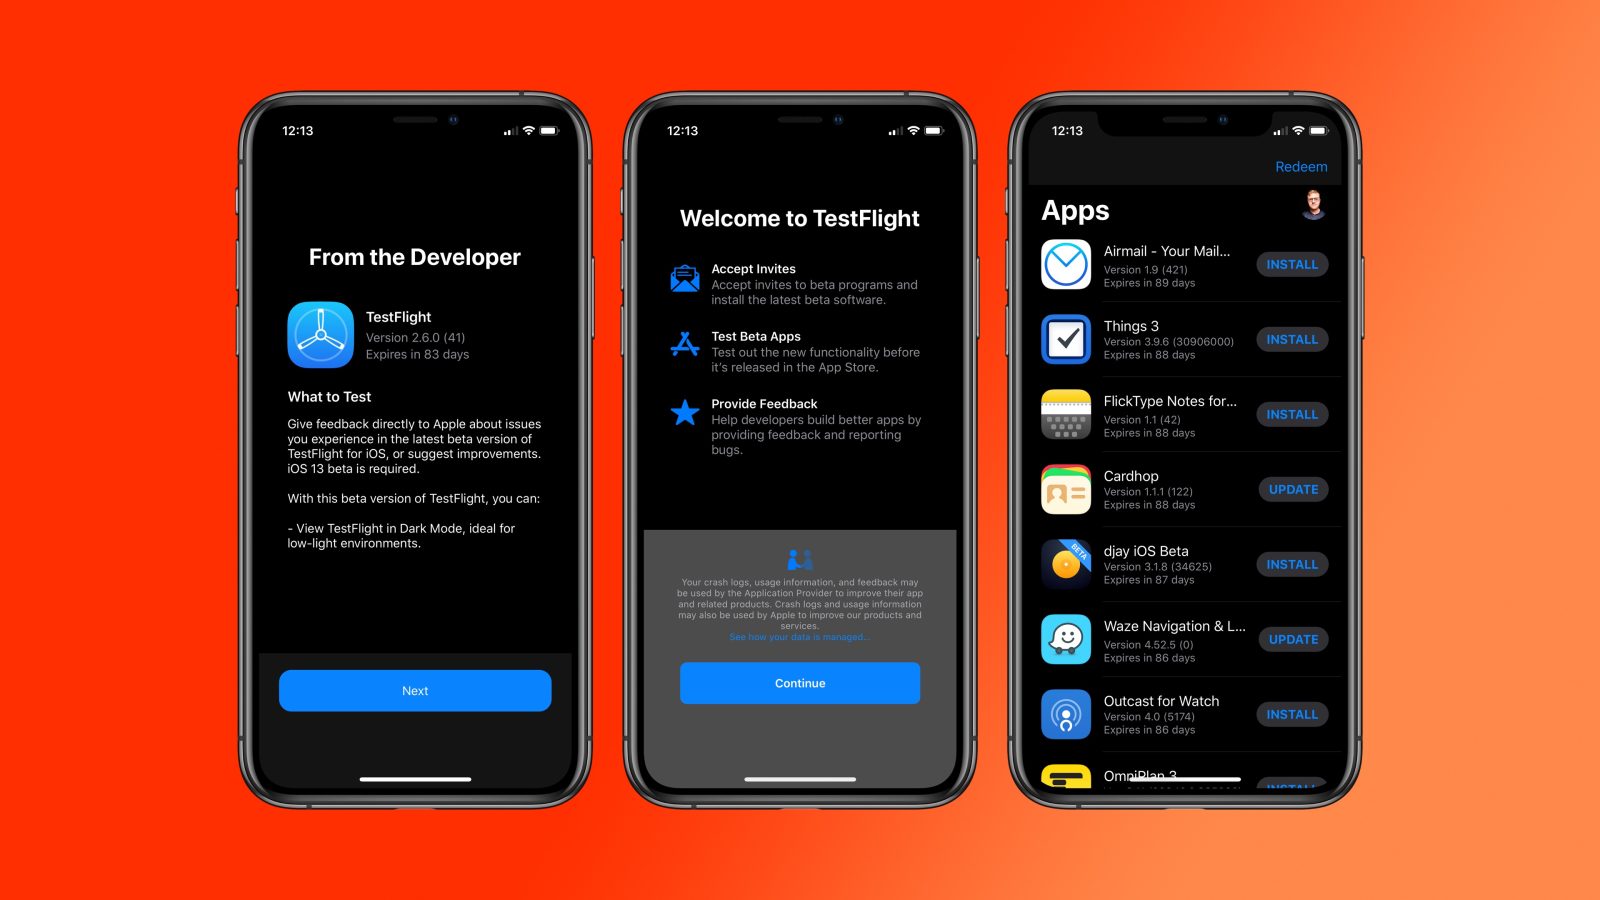 12:13
From the Developer
TestFlight
Version 2.6.0 (41)
Expires in 83 days
What to Test
Give feedback directly to Apple about issues
you experience in the latest beta version of
TestFlight for iOS, or suggest improvements.
iOS 13 beta is required.
With this beta version of TestFlight, you can:
- View TestFlight in Dark Mode, ideal for
low-light environments.
Next
12:13
Welcome to TestFlight
Accept Invites
Accept invites to beta programs and
install the latest beta software.
Test Beta Apps
Test out the new functionality before
it's released in the App Store.
Provide Feedback
Help developers build better apps by
providing feedback and reporting
bugs.
Your crash logs, usage information, and feedback may
be used by the Application Provider to improve their app
and related products. Crash logs and usage information
may also be used by Apple to improve our products and
services.
See how your data is managed...
Continue
12:13
Redeem
Apps
Airmail - Your Mail...
Version 1.9 (421)
Expires in 89 days
INSTALL
Things 3
Version 3.9.6 (30906000)
Expires in 88 days
INSTALL
FlickType Notes for...
Version 1.1 (42)
Expires in 88 days
INSTALL
Cardhop
Version 1.1.1 (122)
Expires in 88 days
UPDATE
BETA
djay iOS Beta
Version 3.1.8 (34625)
Expires in 87 days
INSTALL
Waze Navigation & L...
Version 4.52.5 (0)
Expires in 86 days
UPDATE
Outcast for Watch
Version 4.0 (5174)
Expires in 86 days
INSTALL
OmniPlan 3
INSTALL